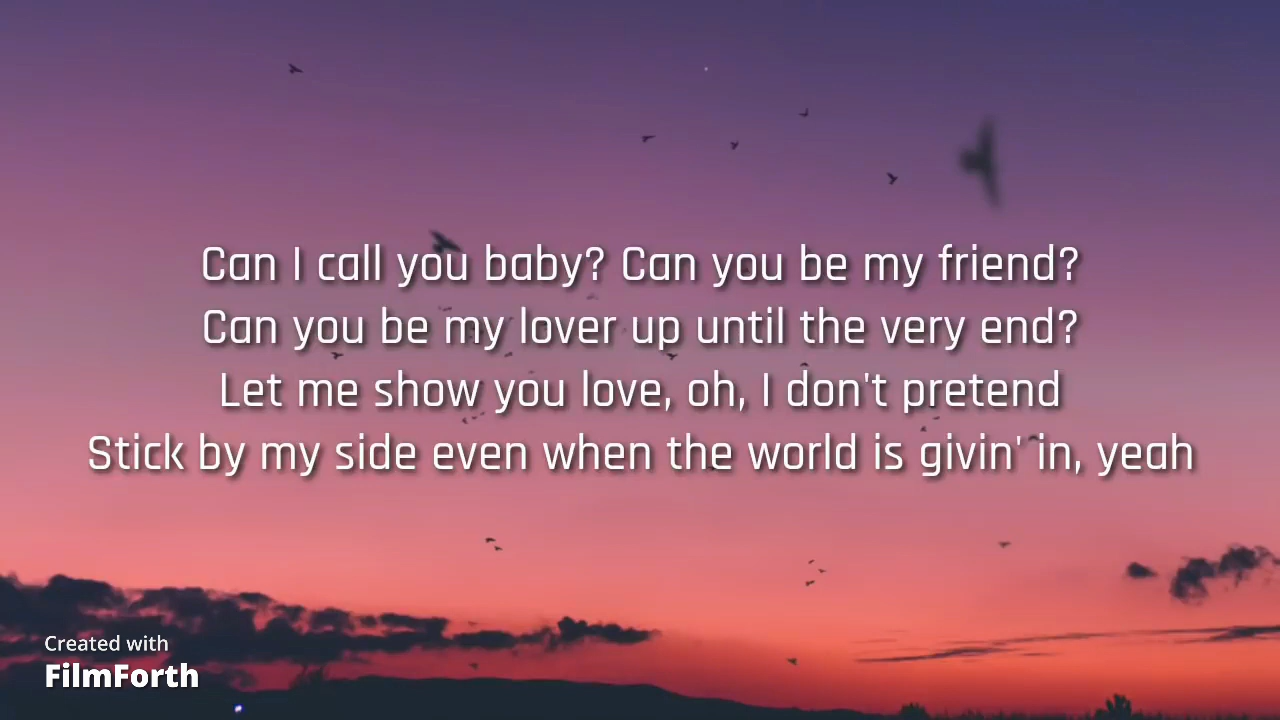 Can I call you baby? Can you be my friend?
Can you be my lover up until the very end?
Let me show you love, oh, I don't pretend
Stick by my side even when the world is givin' in, yeah
Created with
FilmForth